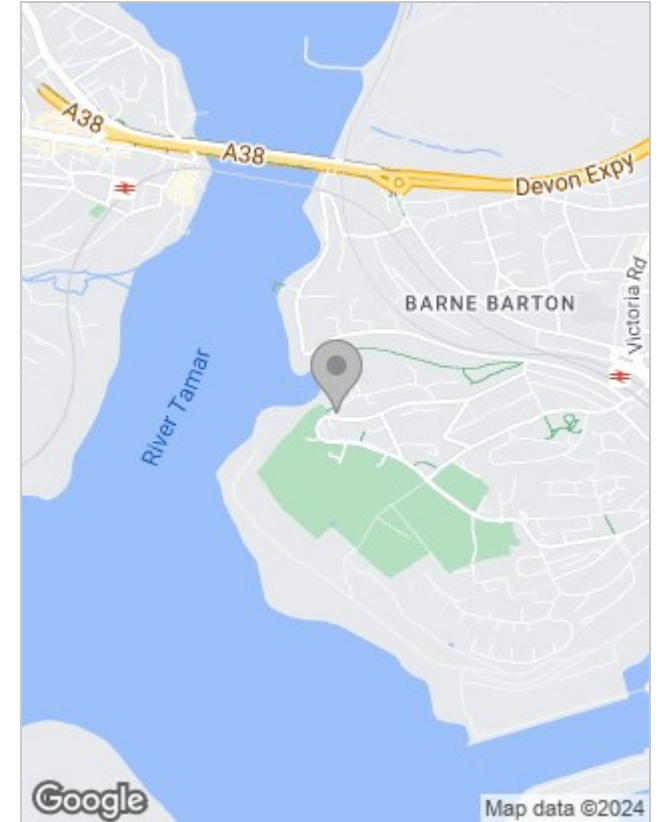 A38
A38
Devon Expy
Victoria Rd
BARNE BARTON
River Tamar
Google
Map data ©2024